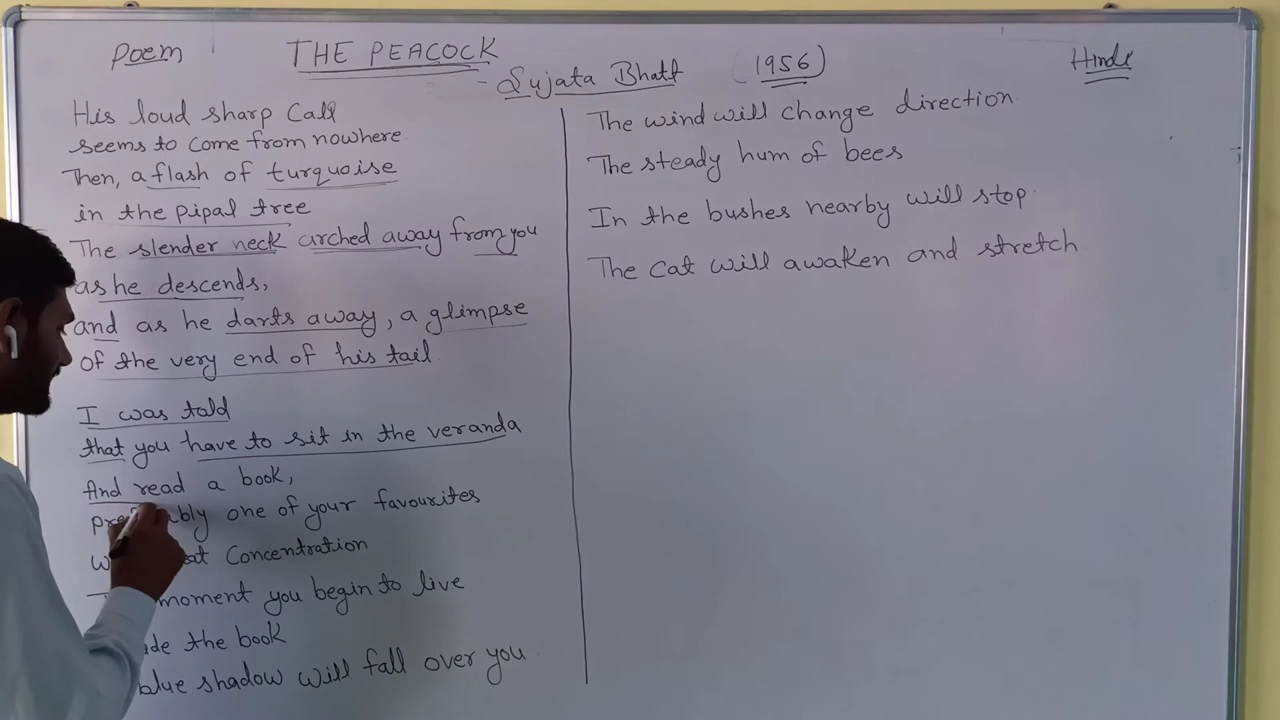 Poem THE PEACOCK
- Sujata Bhatt (1956) Hinde
His loud sharp Call
seems to come from nowhere
Then, a flash of turquoise
in the pipal tree
The slender neck arched away from you
as he descends,
and as he darts away, a glimpse
of the very end of his tail
I was told
that you have to sit in the veranda
And read a book,
one of your favourites
Concentration
moment you begin to live
the book
blue shadow will fall over you
The wind will change direction
The steady hum of bees
In the bushes nearby will stop
The cat will awaken and stretch